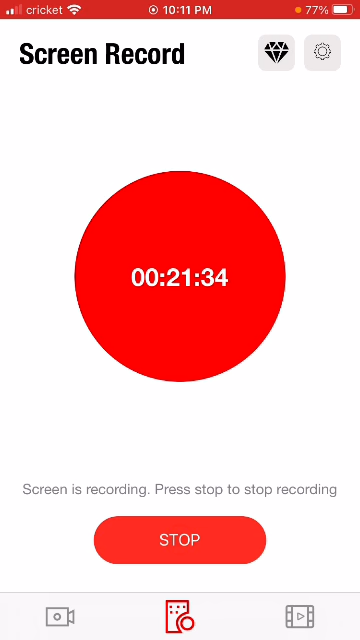 cricket 10:11 PM 77%
Screen Record
00:21:34
Screen is recording. Press stop to stop recording
STOP